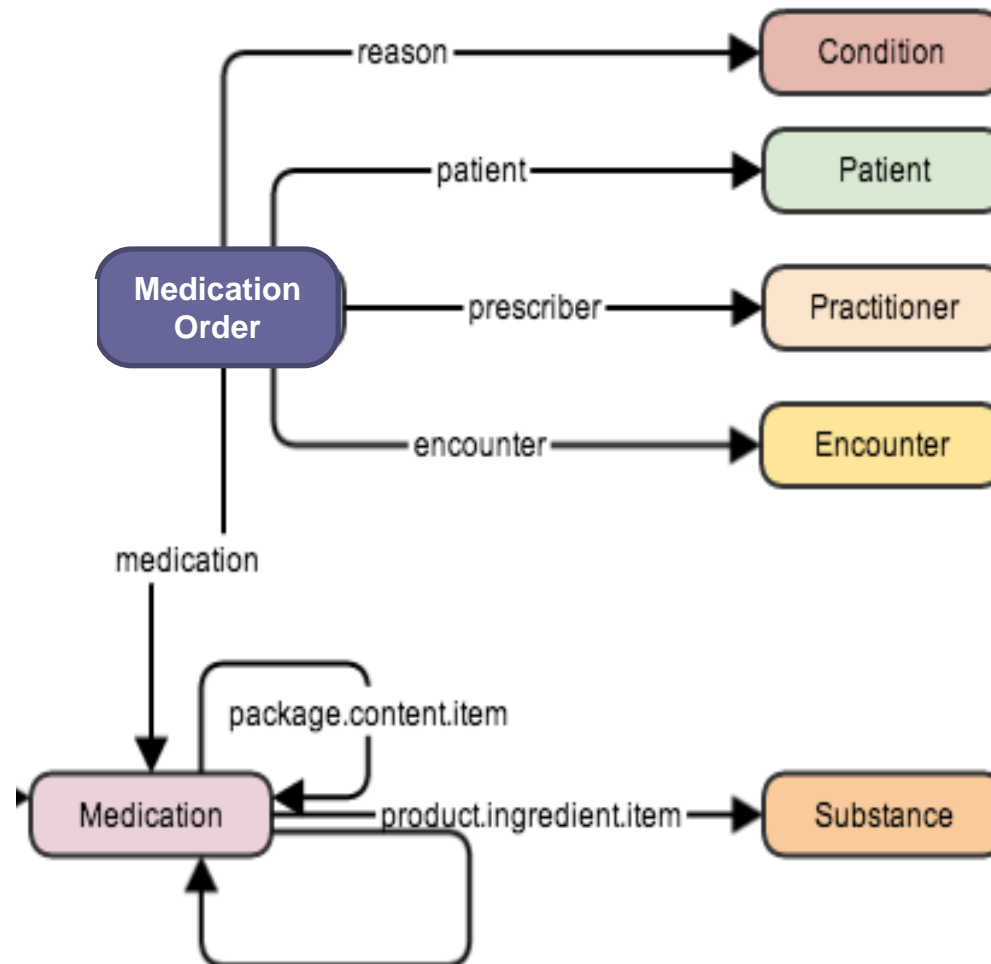 reason
Condition
patient
Patient
Medication
Order
prescriber
Practitioner
encounter
Encounter
medication
package.content.item
Medication
product.ingredient.item
Substance